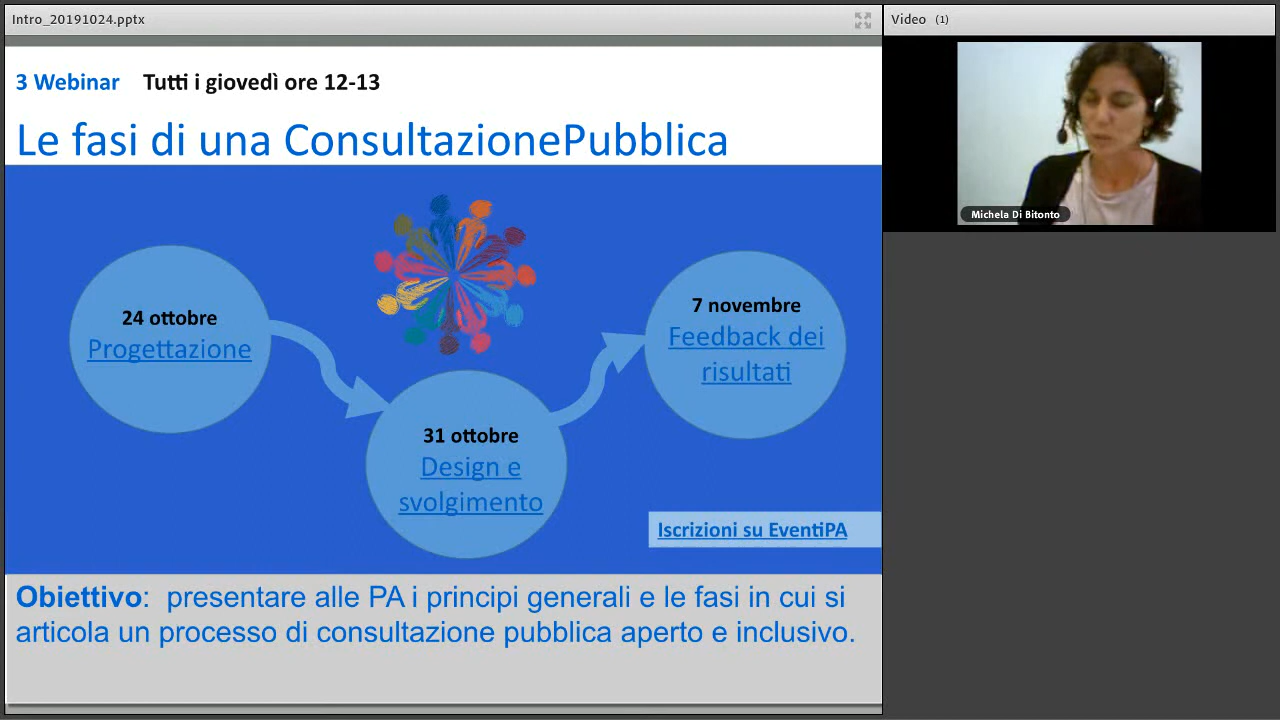 Intro_20191024.pptx
Video (1)
3 Webinar Tutti i giovedì ore 12-13
Le fasi di una ConsultazionePubblica
24 ottobre
Progettazione
31 ottobre
Design e
svolgimento
7 novembre
Feedback dei
risultati
Iscrizioni su EventiPA
Obiettivo: presentare alle PA i principi generali e le fasi in cui si
articola un processo di consultazione pubblica aperto e inclusivo.
Michela Di Bitonto